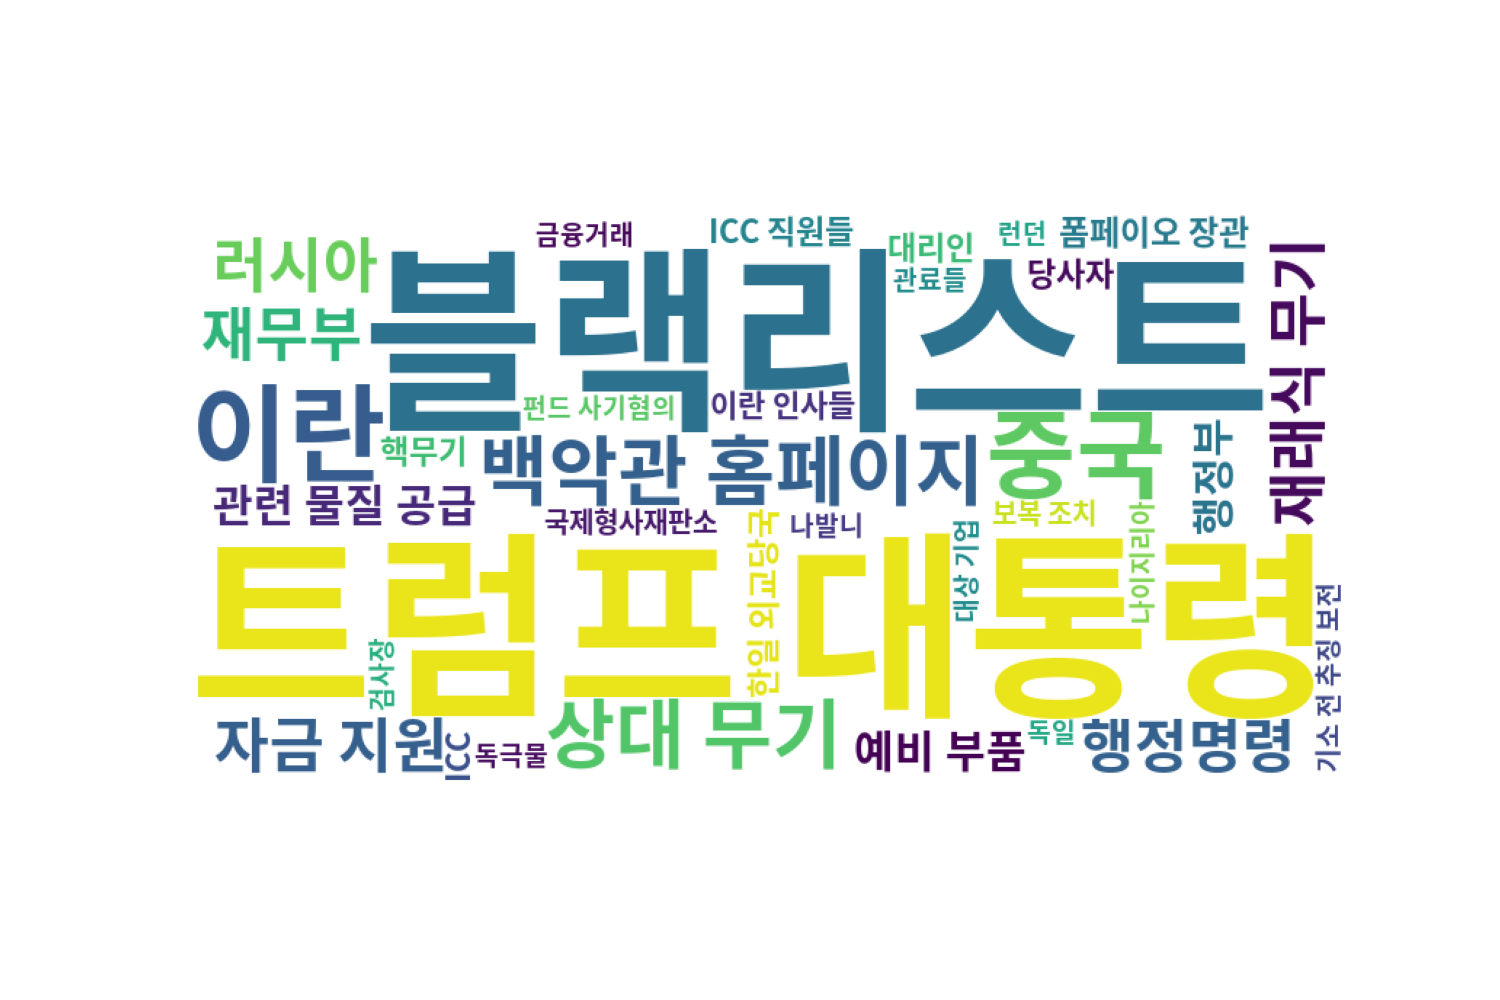 금융거래
ICC 직원들
대리인
런던
폼페이오 장관
러시아
블랙리스트
관료들
당사자
재래식 무기
재무부
이란
펀드 사기혐의
이란 인사들
중국
행정부
핵무기
백악관 홈페이지
관련 물질 공급
국제형사재판소
한일 외교당국
나발니
대상 기업
보복 조치
나이지리아
트럼프 대통령
검사장
기소 전 추징 보전
자금 지원
ICC
독극물
상대 무기
예비 부품
독일
행정명령